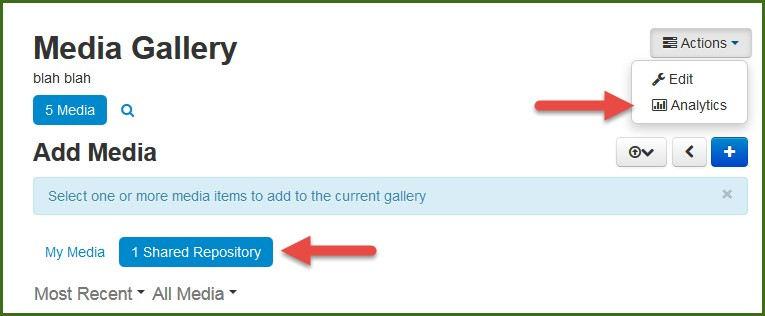 Media Gallery
Actions
blah blah
Edit
Analytics
5 Media
Add Media
Select one or more media items to add to the current gallery
×
My Media
1 Shared Repository
Most Recent
All Media